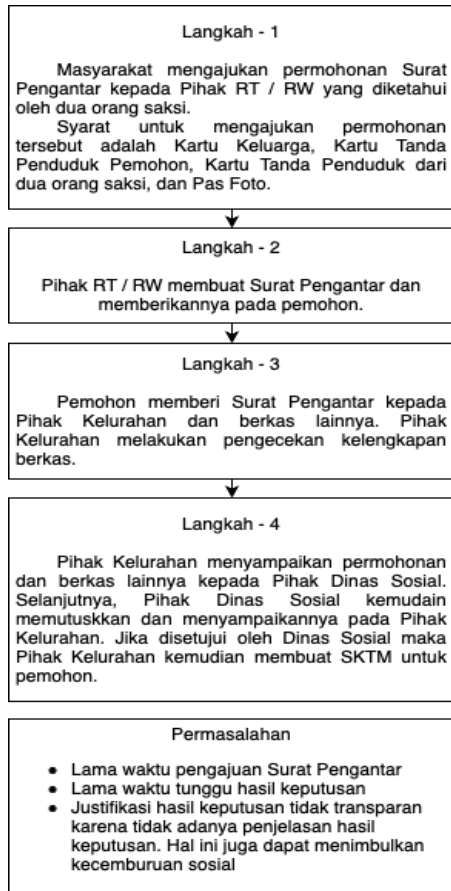 Langkah - 1
Masyarakat mengajukan permohonan Surat
Pengantar kepada Pihak RT / RW yang diketahui
oleh dua orang saksi.
Syarat untuk mengajukan permohonan
tersebut adalah Kartu Keluarga, Kartu Tanda
Penduduk Pemohon, Kartu Tanda Penduduk dari
dua orang saksi, dan Pas Foto.
Langkah - 2
Pihak RT / RW membuat Surat Pengantar dan
memberikannya pada pemohon.
Langkah - 3
Pemohon memberi Surat Pengantar kepada
Pihak Kelurahan dan berkas lainnya. Pihak
Kelurahan melakukan pengecekan kelengkapan
berkas.
Langkah - 4
Pihak Kelurahan menyampaikan permohonan
dan berkas lainnya kepada Pihak Dinas Sosial.
Selanjutnya, Pihak Dinas Sosial kemudain
memutuskkan dan menyampaikannya pada Pihak
Kelurahan. Jika disetujui oleh Dinas Sosial maka
Pihak Kelurahan kemudian membuat SKTM untuk
pemohon.
Permasalahan
● Lama waktu pengajuan Surat Pengantar
● Lama waktu tunggu hasil keputusan
● Justifikasi hasil keputusan tidak transparan
karena tidak adanya penjelasan hasil
keputusan. Hal ini juga dapat menimbulkan
kecemburuan sosial